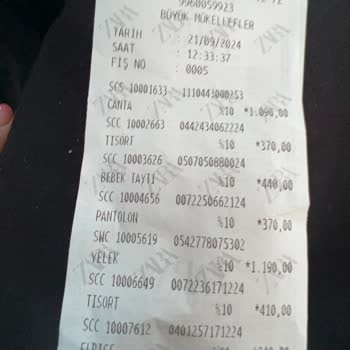 9960059923
BÜYÜK MÜKELLEFLER
TARİH : 21/09/2024
SAAT : 12:33:37
FİŞ NO : 0005
SCS 10001633 1110443000253
ÇANTA %10 *1.090,00
SCC 10002663 0442434062224
TISORT %10 *370,00
SCC 10003626 0507050880024
BEBEK TAYTI %10 *440,00
SCC 10004656 0072250662124
PANTOLON %10 *370,00
SWC 10005619 0542778075302
YELEK %10 *1.190,00
SCC 10006649 0072236171224
TISORT %10 *410,00
SCC 10007612 0401257171224
ZARA